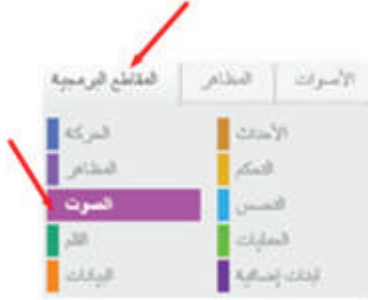 المقاطع البرمجية المظاهر الأصوات
الحركة الأحداث
المظاهر التحكم
الصوت التحسس
القلم العمليات
البيانات لبنات إضافية